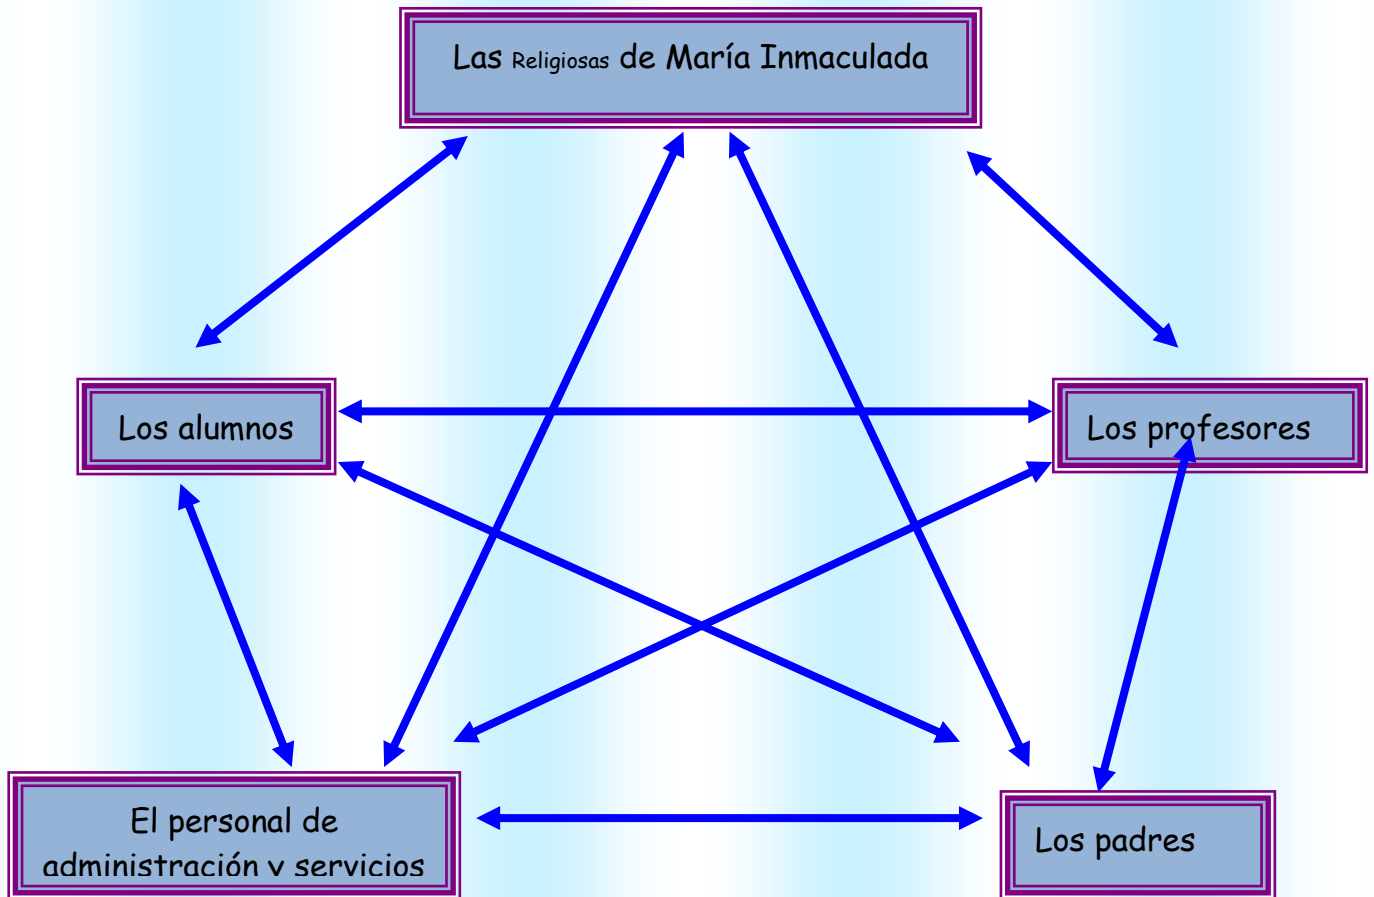 Las Religiosas de María Inmaculada
Los alumnos
Los profesores
El personal de
administración y servicios
Los padres